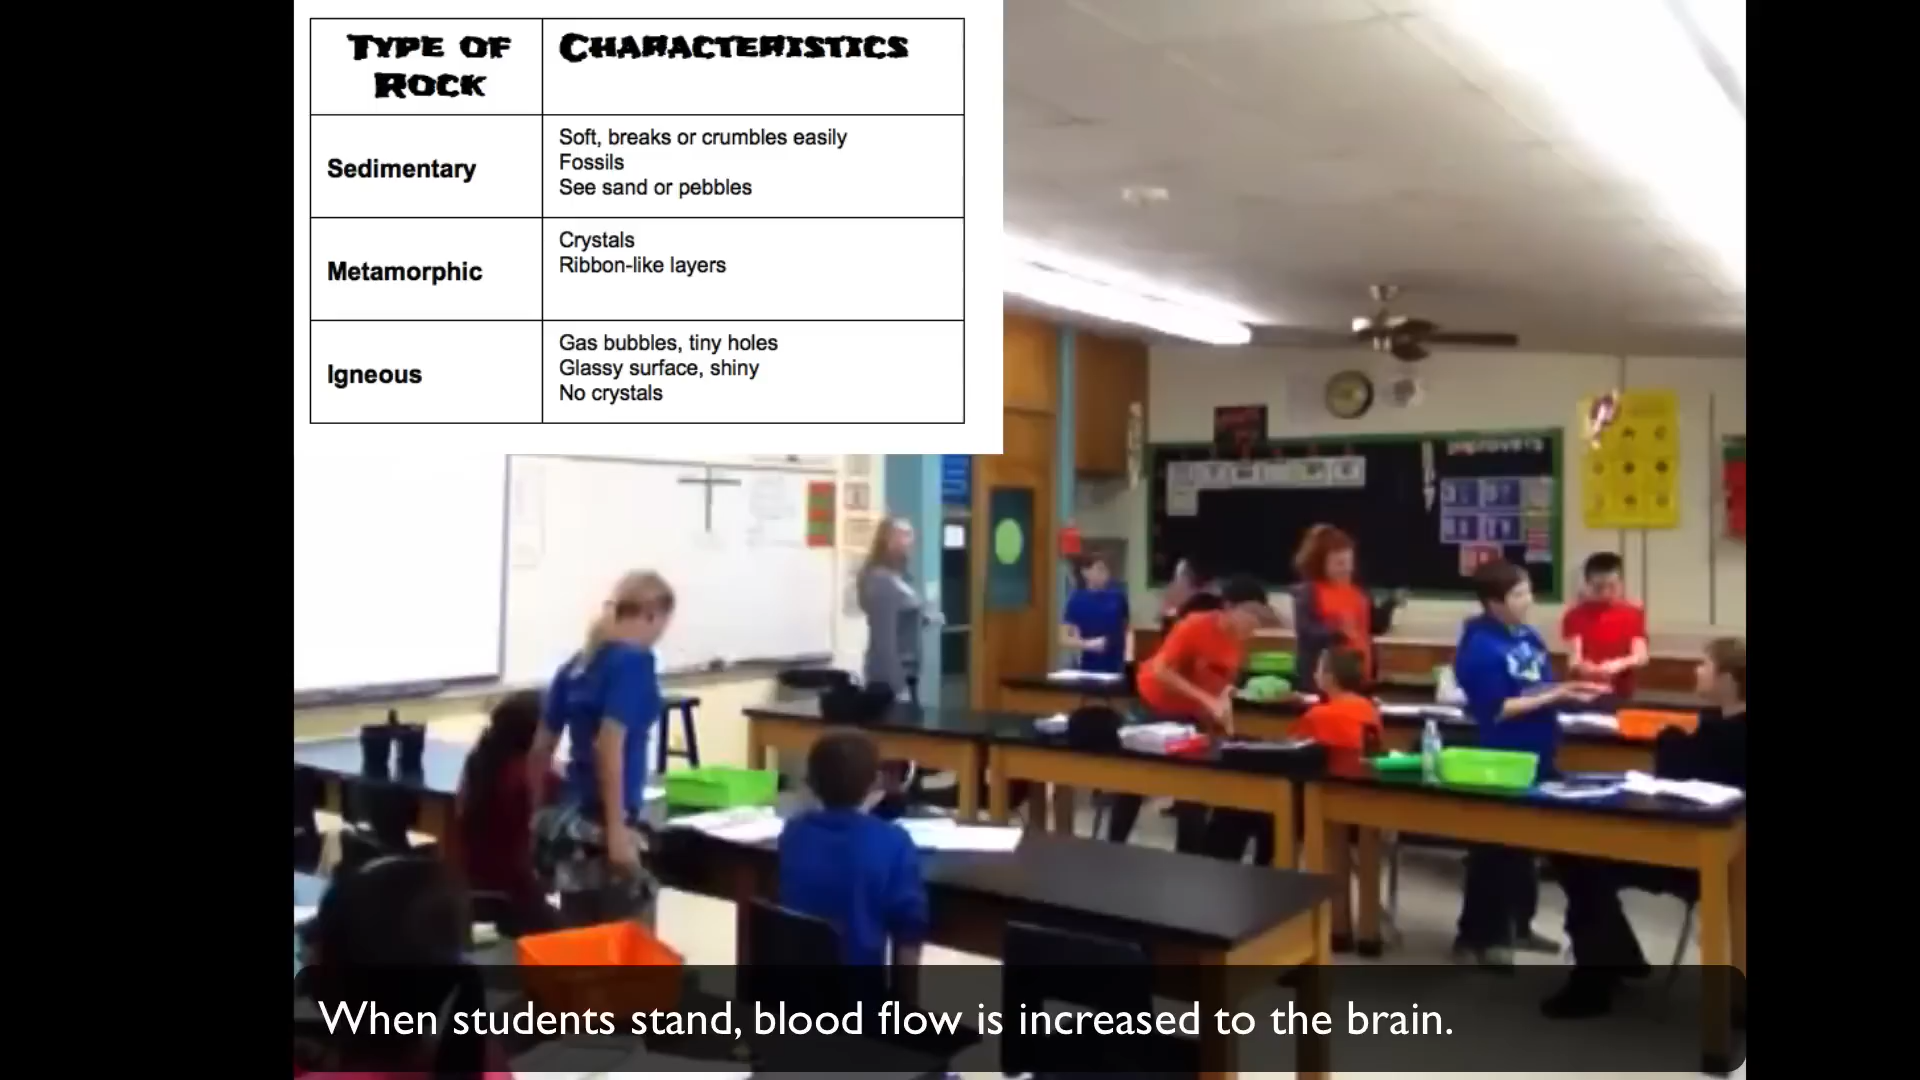 TYPE OF
ROCK
CHARACTERISTICS
Sedimentary
Soft, breaks or crumbles easily
Fossils
See sand or pebbles
Metamorphic
Crystals
Ribbon-like layers
Igneous
Gas bubbles, tiny holes
Glassy surface, shiny
No crystals
When students stand, blood flow is increased to the brain.